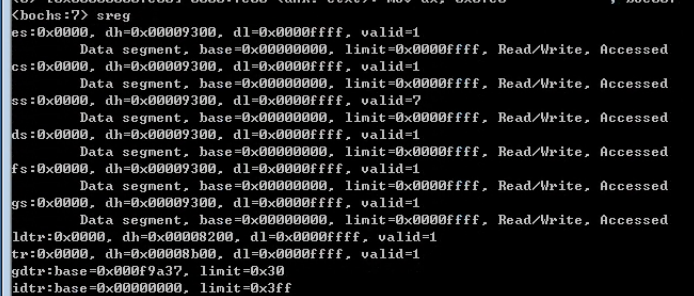 <bochs:7> sreg
es:0x0000, dh=0x00009300, dl=0x0000ffff, valid=1
Data segment, base=0x00000000, limit=0x0000ffff, Read/Write, Accessed
cs:0x0000, dh=0x00009300, dl=0x0000ffff, valid=1
Data segment, base=0x00000000, limit=0x0000ffff, Read/Write, Accessed
ss:0x0000, dh=0x00009300, dl=0x0000ffff, valid=7
Data segment, base=0x00000000, limit=0x0000ffff, Read/Write, Accessed
ds:0x0000, dh=0x00009300, dl=0x0000ffff, valid=1
Data segment, base=0x00000000, limit=0x0000ffff, Read/Write, Accessed
fs:0x0000, dh=0x00009300, dl=0x0000ffff, valid=1
Data segment, base=0x00000000, limit=0x0000ffff, Read/Write, Accessed
gs:0x0000, dh=0x00009300, dl=0x0000ffff, valid=1
Data segment, base=0x00000000, limit=0x0000ffff, Read/Write, Accessed
ldtr:0x0000, dh=0x00008200, dl=0x0000ffff, valid=1
tr:0x0000, dh=0x00008b00, dl=0x0000ffff, valid=1
gdtr:base=0x000f9a37, limit=0x30
idtr:base=0x00000000, limit=0x3ff